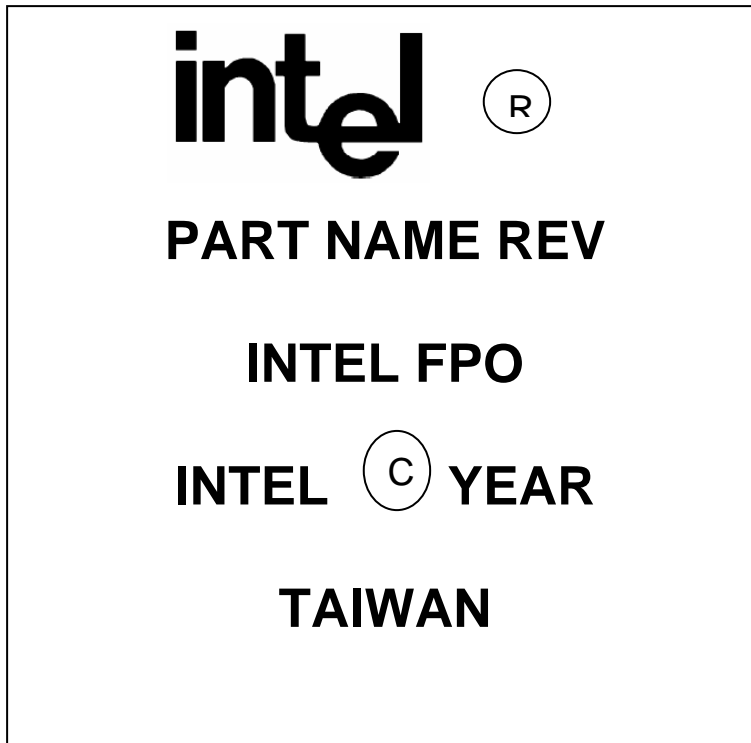 intel ®
PART NAME REV
INTEL FPO
INTEL © YEAR
TAIWAN